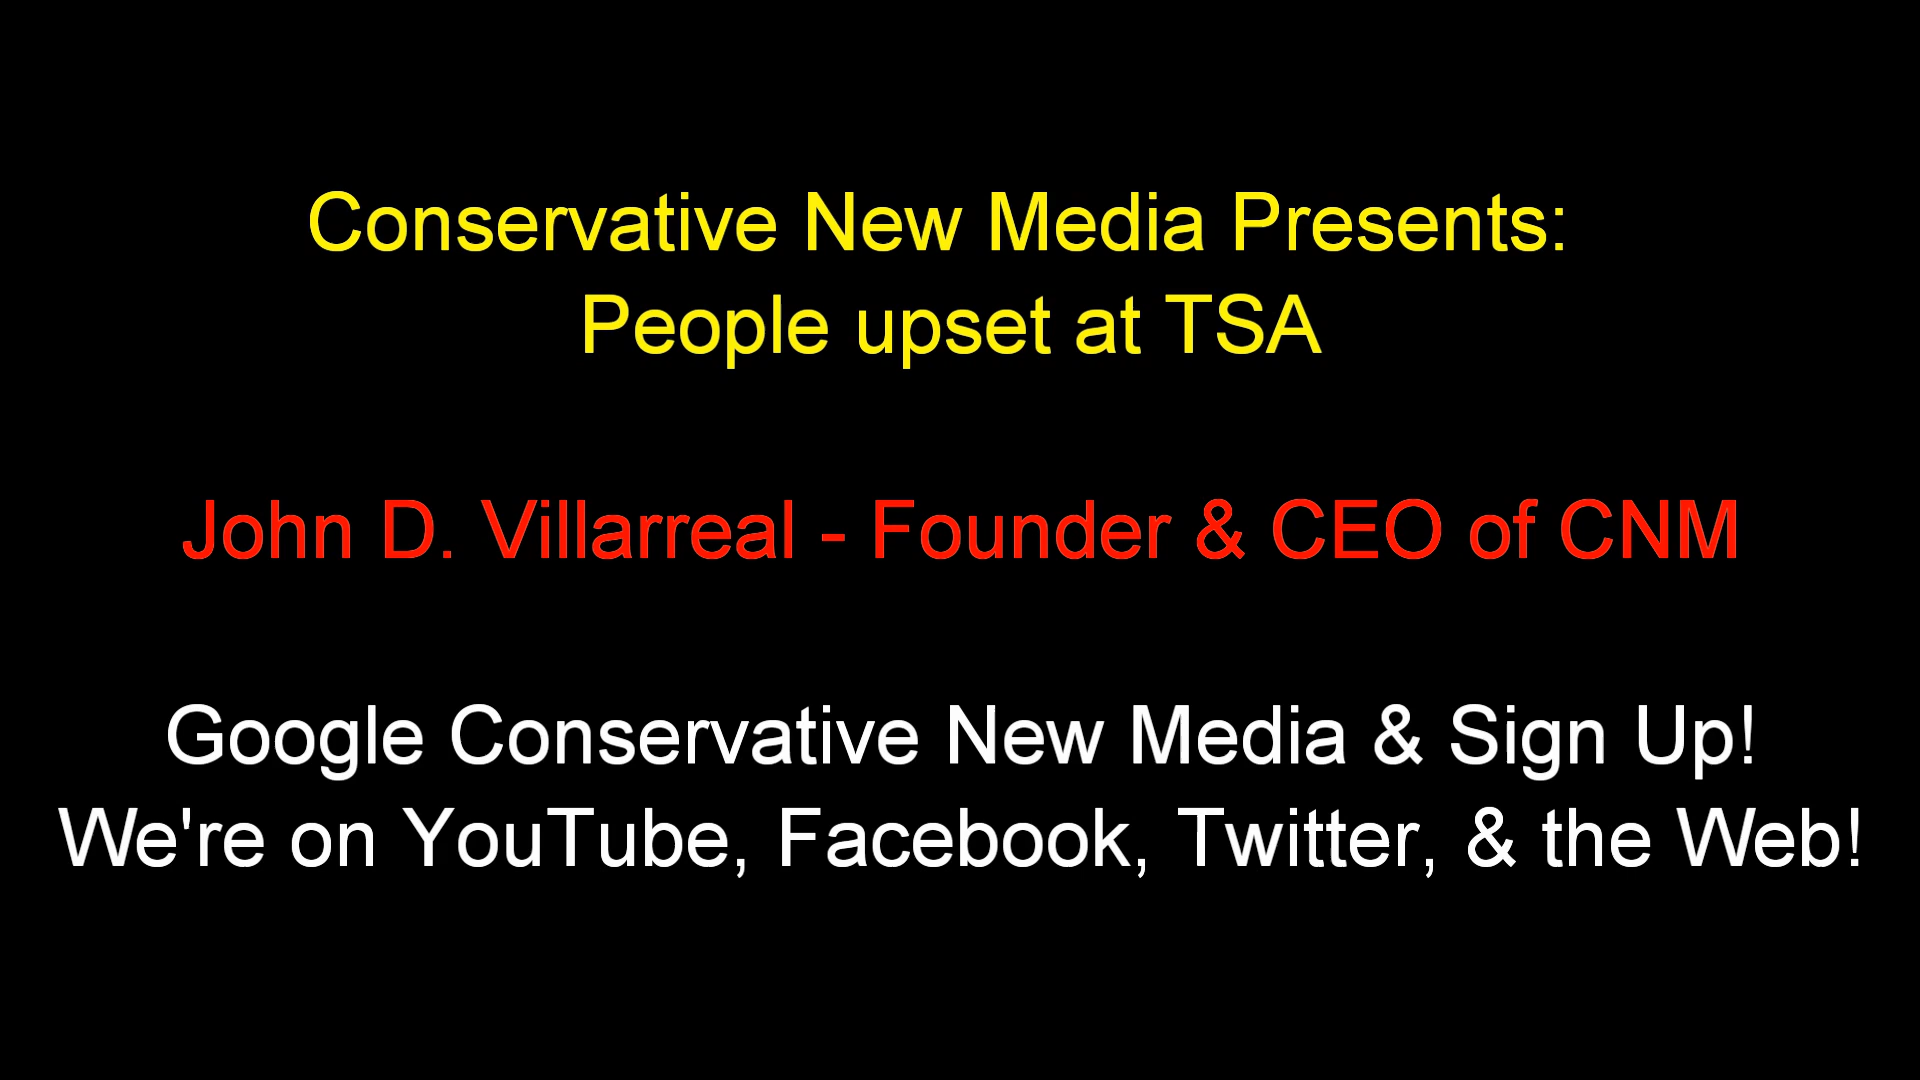 Conservative New Media Presents:
People upset at TSA
John D. Villarreal - Founder & CEO of CNM
Google Conservative New Media & Sign Up!
We're on YouTube, Facebook, Twitter, & the Web!